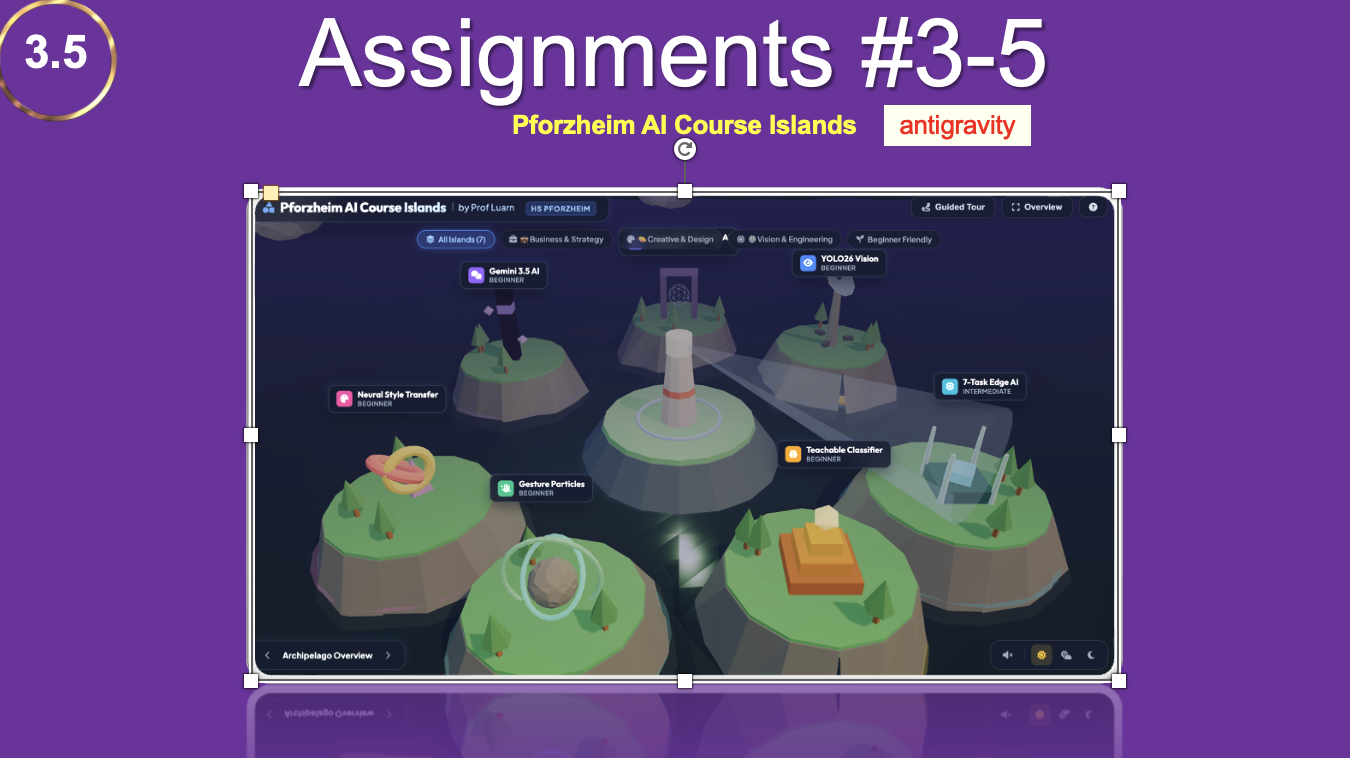 3.5
Assignments #3-5
Pforzheim AI Course Islands
antigravity
Pforzheim AI Course Islands | by Prof Luarn HS PFORZHEIM
Guided Tour Overview ?
All Islands (7) Business & Strategy Creative & Design Vision & Engineering Beginner Friendly
Gemini 3.5 AI
BEGINNER
YOLO26 Vision
BEGINNER
Neural Style Transfer
BEGINNER
7-Task Edge AI
INTERMEDIATE
Teachable Classifier
BEGINNER
Gesture Particles
BEGINNER
< Archipelago Overview >